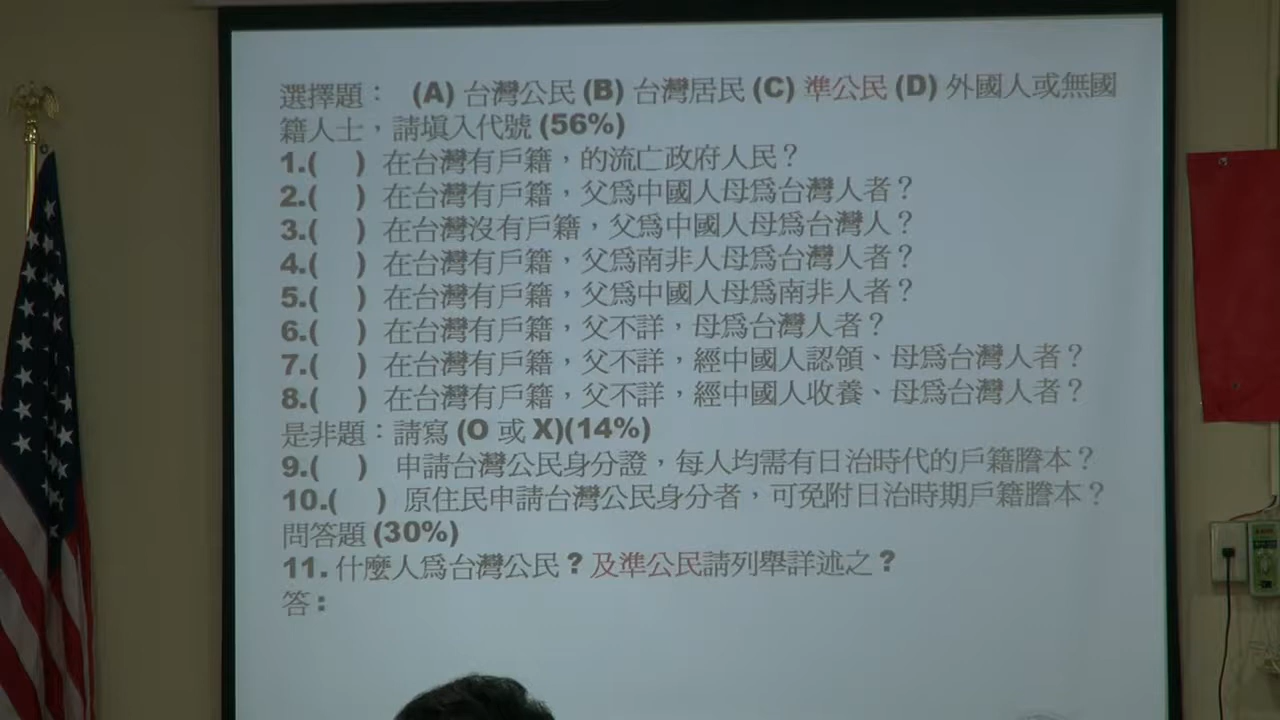 選擇題： (A) 台灣公民 (B) 台灣居民 (C) 準公民 (D) 外國人或無國
籍人士，請填入代號 (56%)
1.( ) 在台灣有戶籍，的流亡政府人民？
2.( ) 在台灣有戶籍，父爲中國人母爲台灣人者？
3.( ) 在台灣沒有戶籍，父爲中國人母爲台灣人？
4.( ) 在台灣有戶籍，父爲南非人母爲台灣人者？
5.( ) 在台灣有戶籍，父爲中國人母爲南非人者？
6.( ) 在台灣有戶籍，父不詳，母爲台灣人者？
7.( ) 在台灣有戶籍，父不詳，經中國人認領、母爲台灣人者？
8.( ) 在台灣有戶籍，父不詳，經中國人收養、母爲台灣人者？
是非題：請寫 (O 或 X)(14%)
9.( ) 申請台灣公民身分證，每人均需有日治時代的戶籍謄本？
10.( ) 原住民申請台灣公民身分者，可免附日治時期戶籍謄本？
問答題 (30%)
11. 什麼人爲台灣公民？及準公民請列舉詳述之？
答：